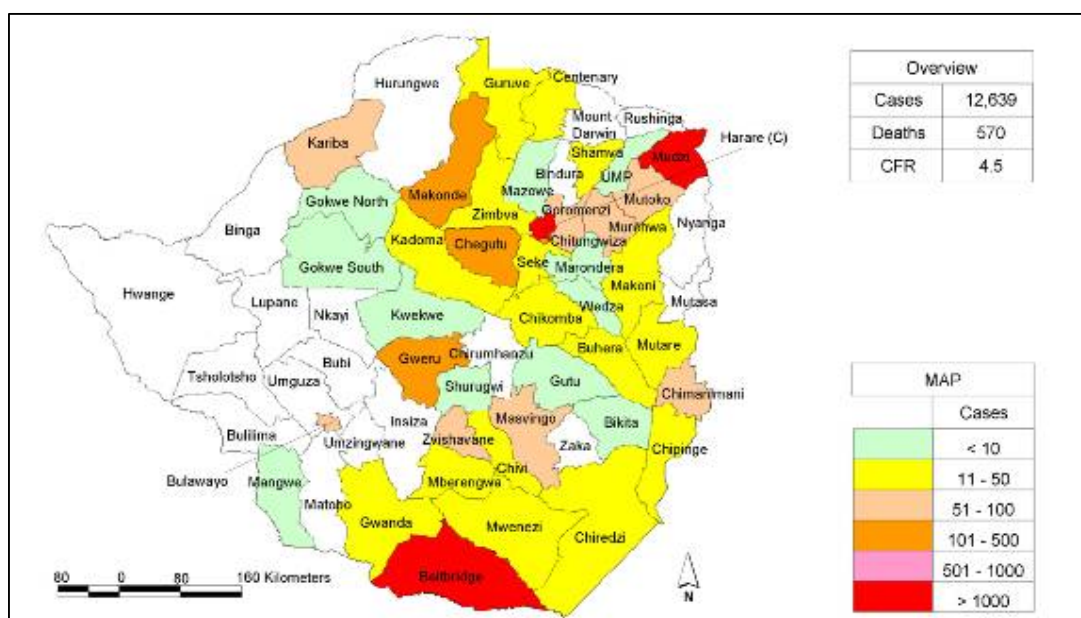 Overview
Cases 12,639
Deaths 570
CFR 4.5
Hurungwe
Guruve
Centenary
Mount
Darwin
Rushinga
Harare (C)
Kariba
Makonde
Shamva
Mudzi
Bindura
UMP
Mazowe
Gokwe North
Zimbva
Goromenzi
Mutoko
Murehwa
Nyanga
Binga
Kadoma
Chegutu
Chitungwiza
Gokwe South
Seke
Marondera
Makoni
Hwange
Lupane
Nkayi
Kwekwe
Wedza
Mutasa
Chikomba
Buhera
Mutare
Bubi
Gweru
Chirumhanzu
Tsholotsho
Umguza
Shurugwi
Gutu
Chimanimani
Insiza
Masvingo
Bikita
Bulilima
Umzingwane
Zvishavane
Zaka
Chipinge
Bulawayo
Mangwe
Matobo
Chivi
Mberengwa
Gwanda
Mwenezi
Chiredzi
Beitbridge
80 0 80 160 Kilometers
N
MAP
Cases
< 10
11 - 50
51 - 100
101 - 500
501 - 1000
> 1000